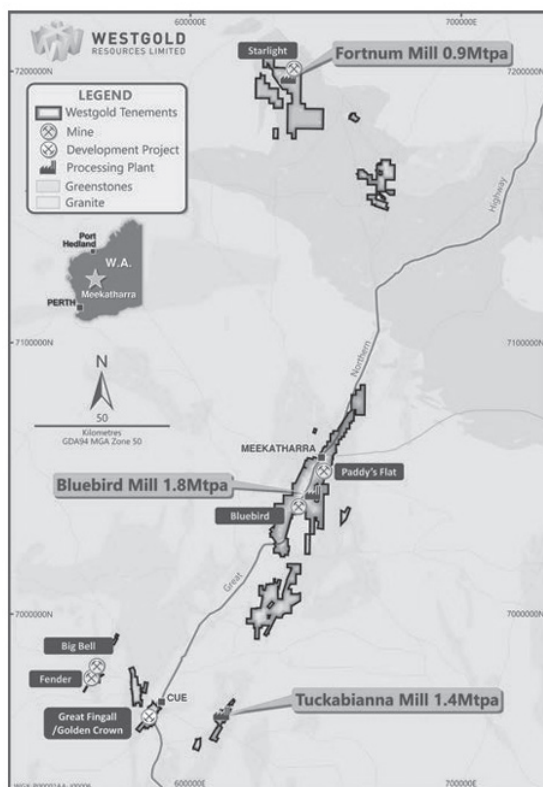 WESTGOLD
RESOURCES LIMITED
600000E
700000E
7200000N
7200000N
Starlight
Fortnum Mill 0.9Mtpa
LEGEND
Westgold Tenements
Mine
Development Project
Processing Plant
Greenstones
Granite
Port
Hedland
W.A.
Meekatharra
PERTH
Highway
7100000N
7100000N
N
50
Kilometres
GDA94 MGA Zone 50
Northern
MEEKATHARRA
Paddy's Flat
Bluebird Mill 1.8Mtpa
Bluebird
Great
7000000N
7000000N
Big Bell
Fender
CUE
Great Fingall
/Golden Crown
Tuckabianna Mill 1.4Mtpa
600000E
700000E